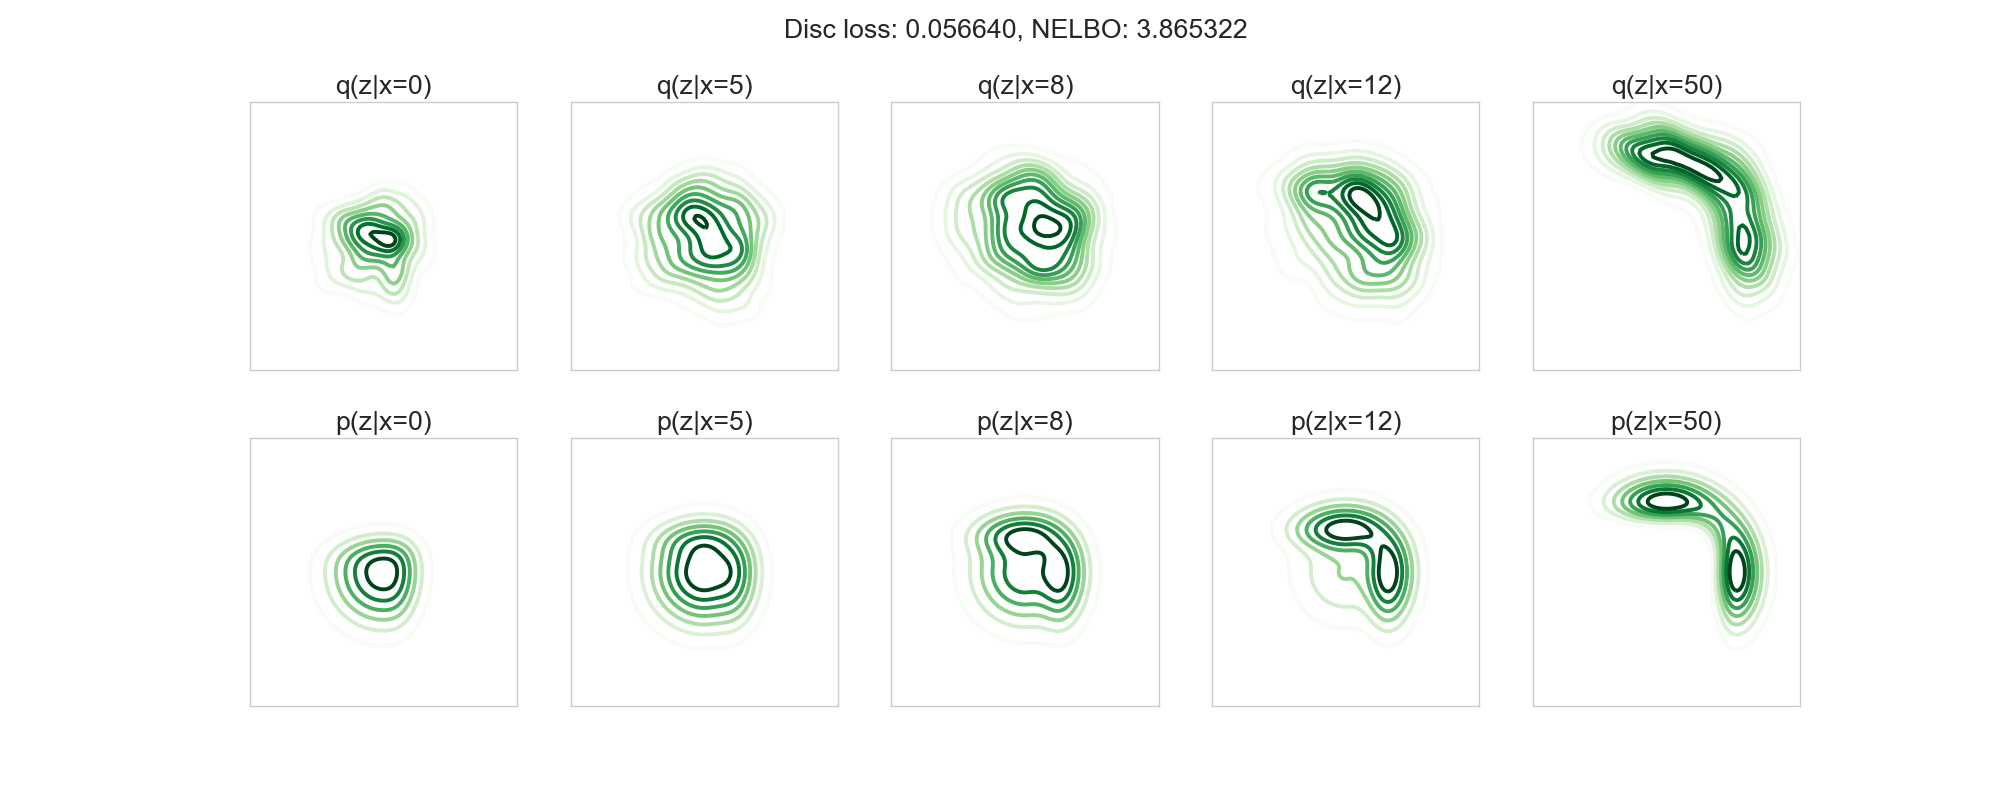 Disc loss: 0.056640, NELBO: 3.865322
q(z|x=0) q(z|x=5) q(z|x=8) q(z|x=12) q(z|x=50)
p(z|x=0) p(z|x=5) p(z|x=8) p(z|x=12) p(z|x=50)